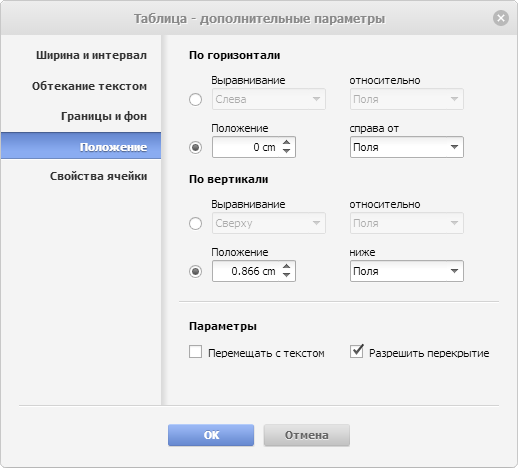 Таблица - дополнительные параметры
Ширина и интервал
Обтекание текстом
Границы и фон
Положение
Свойства ячейки
По горизонтали
Выравнивание относительно
Слева Поля
Положение справа от
0 cm Поля
По вертикали
Выравнивание относительно
Сверху Поля
Положение ниже
0.866 cm Поля
Параметры
Перемещать с текстом Разрешить перекрытие
OK Отмена